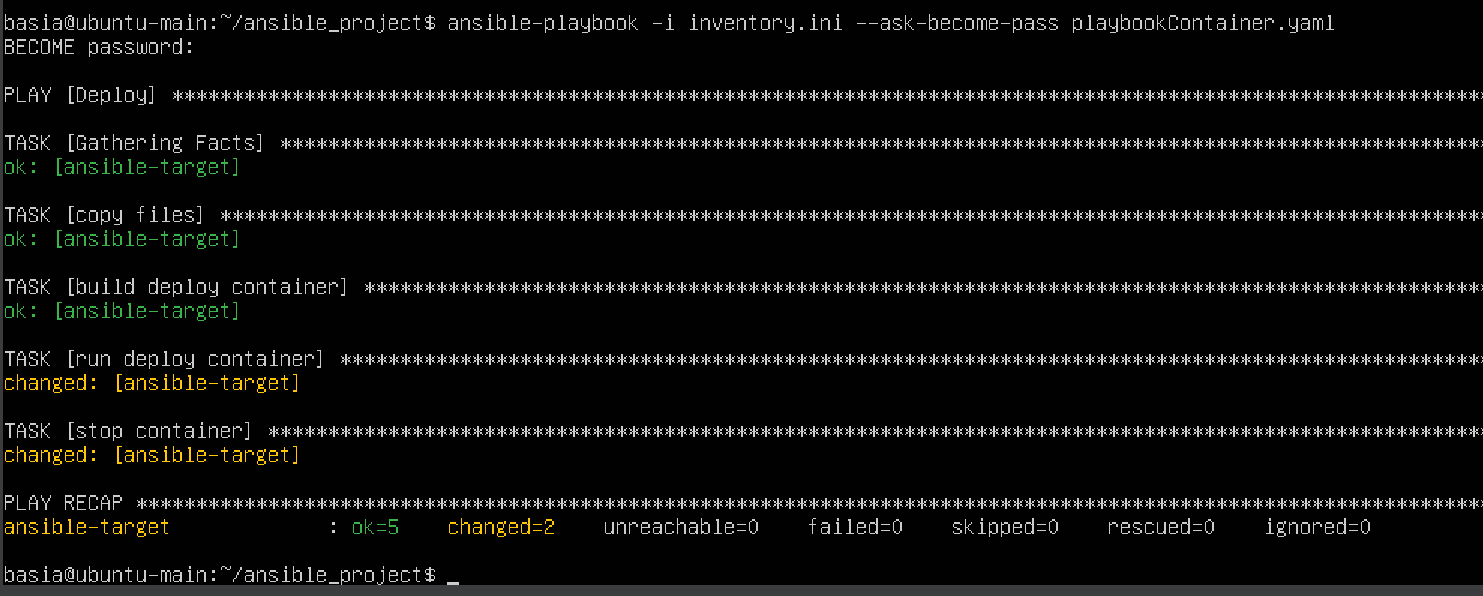 basia@ubuntu-main:~/ansible_project$ ansible-playbook -i inventory.ini --ask-become-pass playbookContainer.yaml
BECOME password:
PLAY [Deploy] ******************************************************************************************************
TASK [Gathering Facts] *********************************************************************************************
ok: [ansible-target]
TASK [copy files] **************************************************************************************************
ok: [ansible-target]
TASK [build deploy container] **************************************************************************************
ok: [ansible-target]
TASK [run deploy container] ****************************************************************************************
changed: [ansible-target]
TASK [stop container] **********************************************************************************************
changed: [ansible-target]
PLAY RECAP *********************************************************************************************************
ansible-target             : ok=5    changed=2    unreachable=0    failed=0    skipped=0    rescued=0    ignored=0
basia@ubuntu-main:~/ansible_project$ _